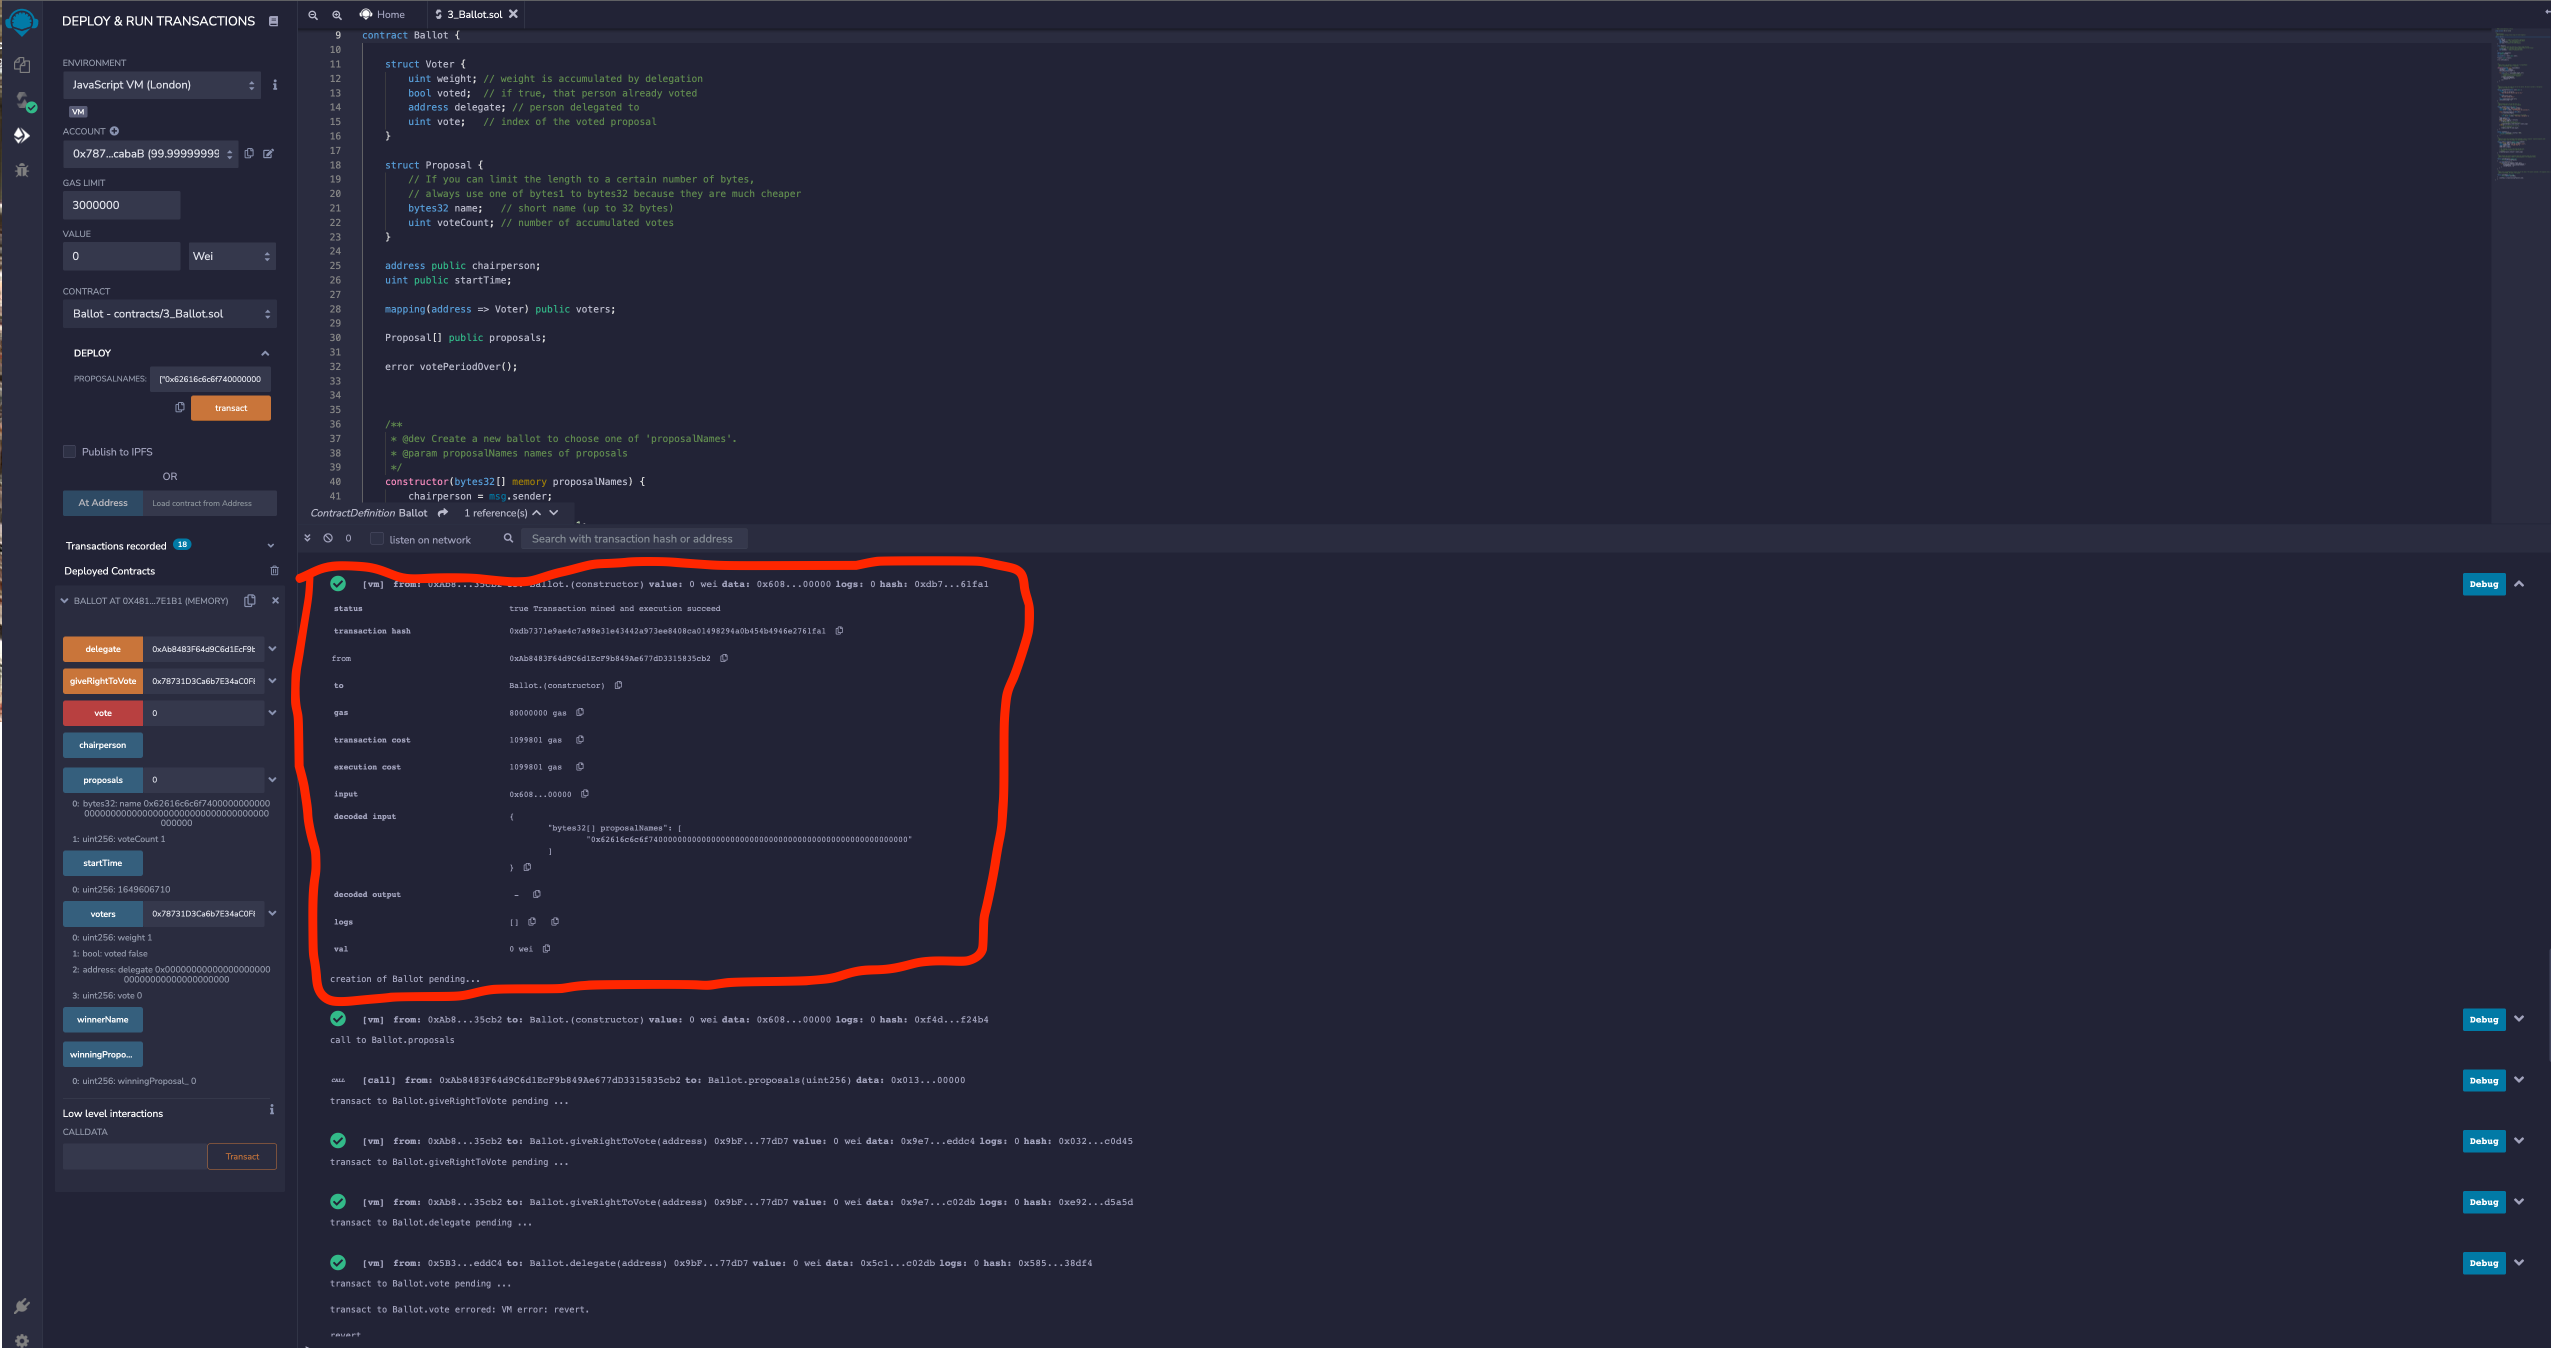 DEPLOY & RUN TRANSACTIONS
ENVIRONMENT
JavaScript VM (London)
VM
ACCOUNT
0x787...cabaB (99.99999999
GAS LIMIT
3000000
VALUE
0
Wei
CONTRACT
Ballot - contracts/3_Ballot.sol
DEPLOY
PROPOSALNAMES:
["0x62616c6c6f740000000
transact
Publish to IPFS
OR
At Address
Load contract from Address
Transactions recorded 18
Deployed Contracts
BALLOT AT 0X481...7E1B1 (MEMORY)
delegate
0xAb8483F64d9C6d1EcF9b
giveRightToVote
0x78731D3Ca6b7E34aC0F8
vote
0
chairperson
proposals
0
0: bytes32: name 0x62616c6c6f7400000000000
000000
1: uint256: voteCount 1
startTime
0: uint256: 1649606710
voters
0x78731D3Ca6b7E34aC0F8
0: uint256: weight 1
1: bool: voted false
2: address: delegate 0x00000000000000000000
00000000000000000000
3: uint256: vote 0
winnerName
winningPropo...
0: uint256: winningProposal_ 0
Low level interactions
CALLDATA
Transact
Home
3_Ballot.sol
9 contract Ballot {
10
11 struct Voter {
12 uint weight; // weight is accumulated by delegation
13 bool voted;  // if true, that person already voted
14 address delegate; // person delegated to
15 uint vote;   // index of the voted proposal
16 }
17
18 struct Proposal {
19 // If you can limit the length to a certain number of bytes,
20 // always use one of bytes1 to bytes32 because they are much cheaper
21 bytes32 name;   // short name (up to 32 bytes)
22 uint voteCount; // number of accumulated votes
23 }
24
25 address public chairperson;
26 uint public startTime;
27
28 mapping(address => Voter) public voters;
29
30 Proposal[] public proposals;
31
32 error votePeriodOver();
33
34
35
36 /**
37 * @dev Create a new ballot to choose one of 'proposalNames'.
38 * @param proposalNames names of proposals
39 */
40 constructor(bytes32[] memory proposalNames) {
41 chairperson = msg.sender;
ContractDefinition Ballot 1 reference(s)
0
listen on network
Search with transaction hash or address
[vm] from: 0xAb8...35cb2 to: Ballot.(constructor) value: 0 wei data: 0x608...00000 logs: 0 hash: 0xdb7...61fa1
Debug
status true Transaction mined and execution succeed
transaction hash 0xdb7371e9ae4c7a98e31e43442a973ee8408ca01498294a0b454b4946e2761fa1
from 0xAb8483F64d9C6d1EcF9b849Ae677dD3315835cb2
to Ballot.(constructor)
gas 80000000 gas
transaction cost 1099801 gas
execution cost 1099801 gas
input 0x608...00000
decoded input {
"bytes32[] proposalNames": [
"0x62616c6c6f740000000000000000000000000000000000000000000000000000"
]
}
decoded output -
logs []
val 0 wei
creation of Ballot pending...
[vm] from: 0xAb8...35cb2 to: Ballot.(constructor) value: 0 wei data: 0x608...00000 logs: 0 hash: 0xf4d...f24b4
Debug
call to Ballot.proposals
CALL [call] from: 0xAb8483F64d9C6d1EcF9b849Ae677dD3315835cb2 to: Ballot.proposals(uint256) data: 0x013...00000
Debug
transact to Ballot.giveRightToVote pending ...
[vm] from: 0xAb8...35cb2 to: Ballot.giveRightToVote(address) 0x9bF...77dD7 value: 0 wei data: 0x9e7...eddc4 logs: 0 hash: 0x032...c0d45
Debug
transact to Ballot.giveRightToVote pending ...
[vm] from: 0xAb8...35cb2 to: Ballot.giveRightToVote(address) 0x9bF...77dD7 value: 0 wei data: 0x9e7...c02db logs: 0 hash: 0xe92...d5a5d
Debug
transact to Ballot.delegate pending ...
[vm] from: 0x5B3...eddC4 to: Ballot.delegate(address) 0x9bF...77dD7 value: 0 wei data: 0x5c1...c02db logs: 0 hash: 0x585...38df4
Debug
transact to Ballot.vote pending ...
transact to Ballot.vote errored: VM error: revert.
revert